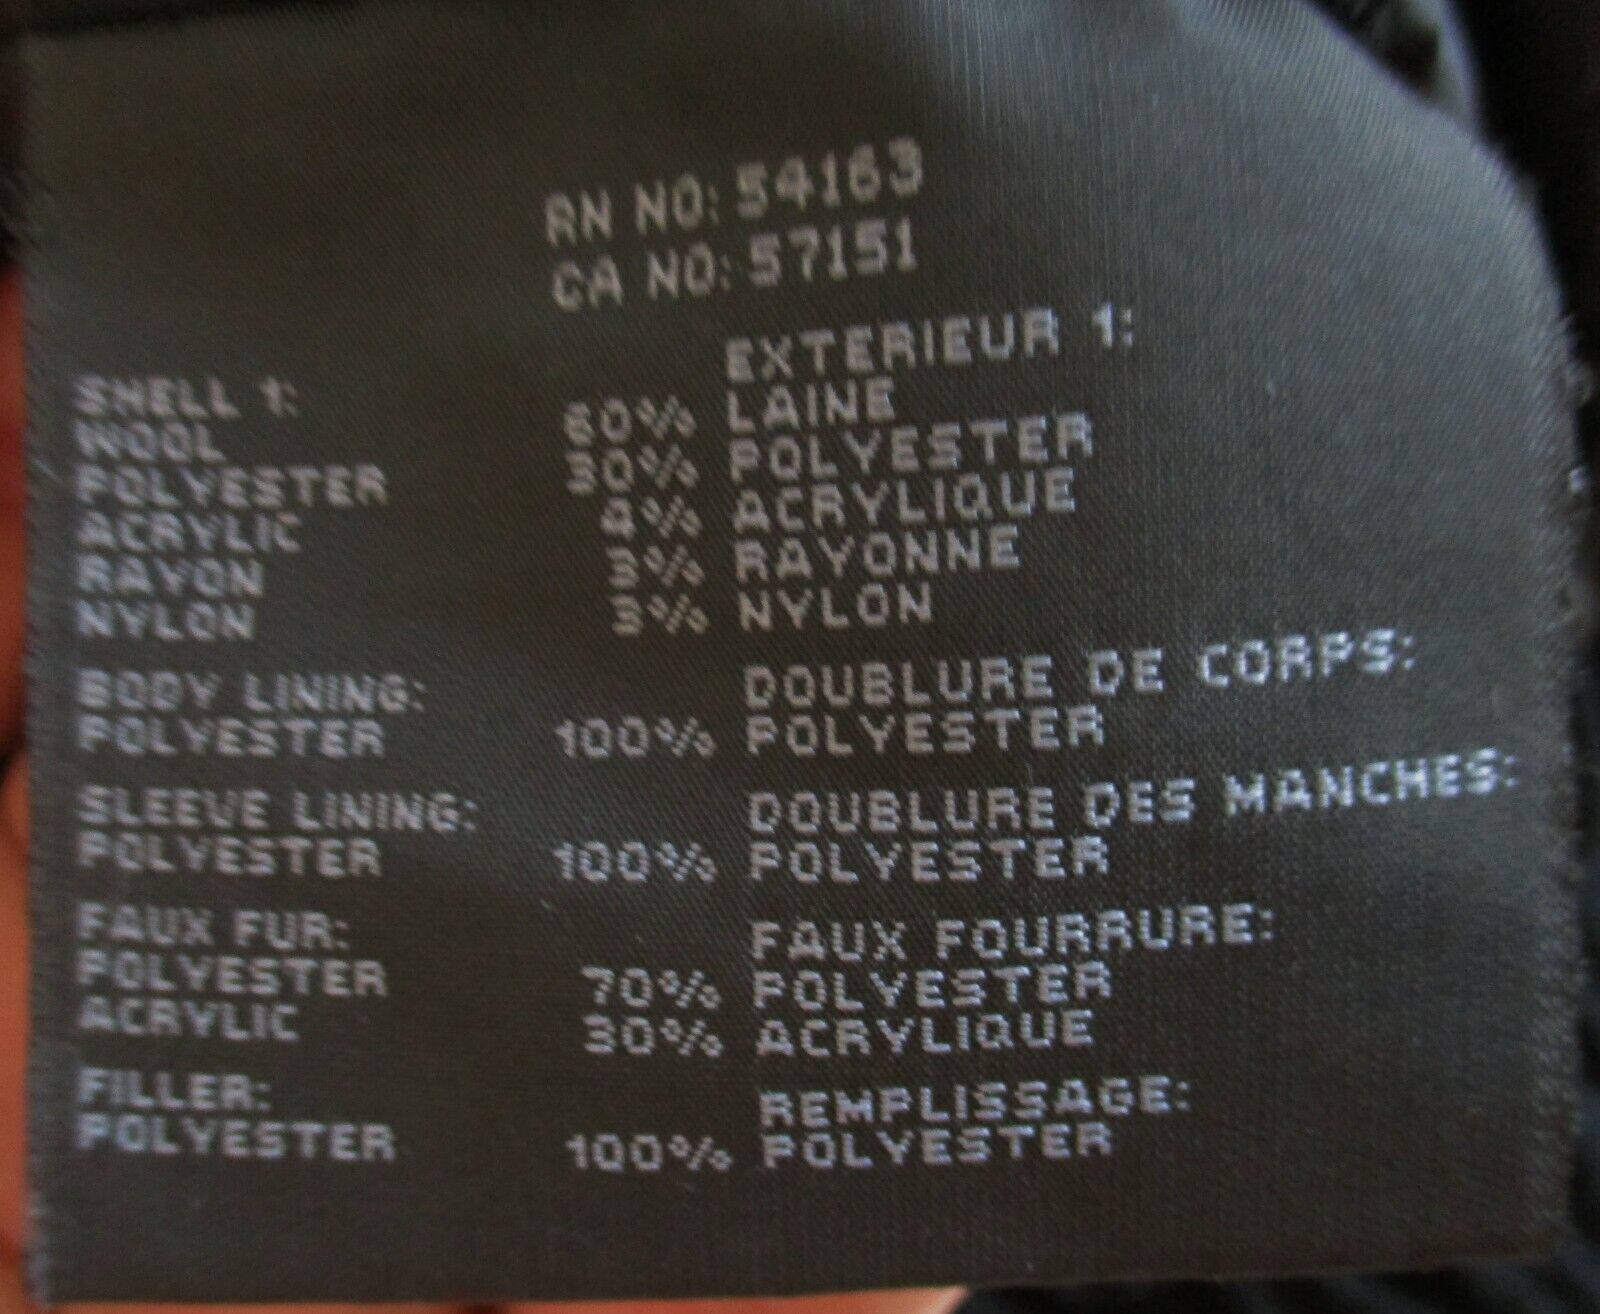 RN NO: 54163
CA NO: 57151
EXTERIEUR 1:
SHELL 1:
WOOL 60% LAINE
POLYESTER 30% POLYESTER
ACRYLIC 4% ACRYLIQUE
RAYON 3% RAYONNE
NYLON 3% NYLON
BODY LINING: DOUBLURE DE CORPS:
POLYESTER 100% POLYESTER
SLEEVE LINING: DOUBLURE DES MANCHES:
POLYESTER 100% POLYESTER
FAUX FUR: FAUX FOURRURE:
POLYESTER 70% POLYESTER
ACRYLIC 30% ACRYLIQUE
FILLER: REMPLISSAGE:
POLYESTER 100% POLYESTER